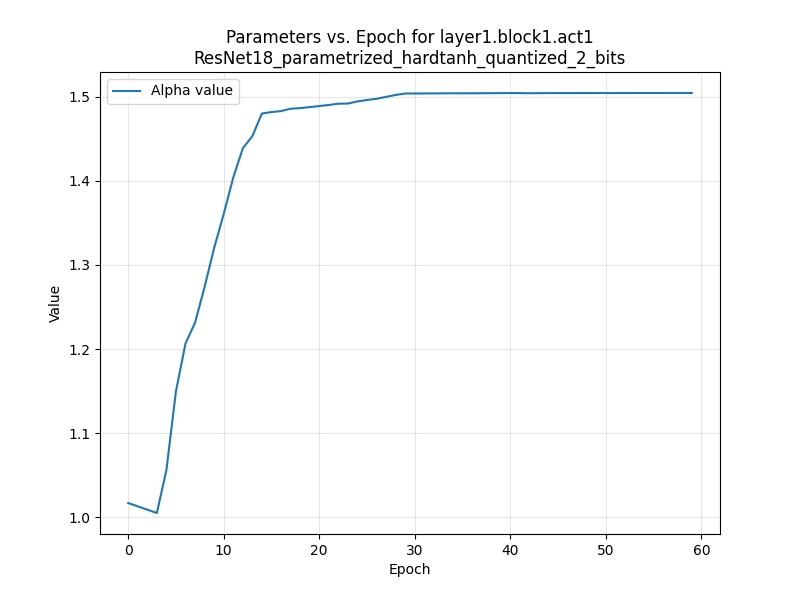 Parameters vs. Epoch for layer1.block1.act1
ResNet18_parametrized_hardtanh_quantized_2_bits
Alpha value
1.5
1.4
1.3
1.2
1.1
1.0
Value
0 10 20 30 40 50 60
Epoch